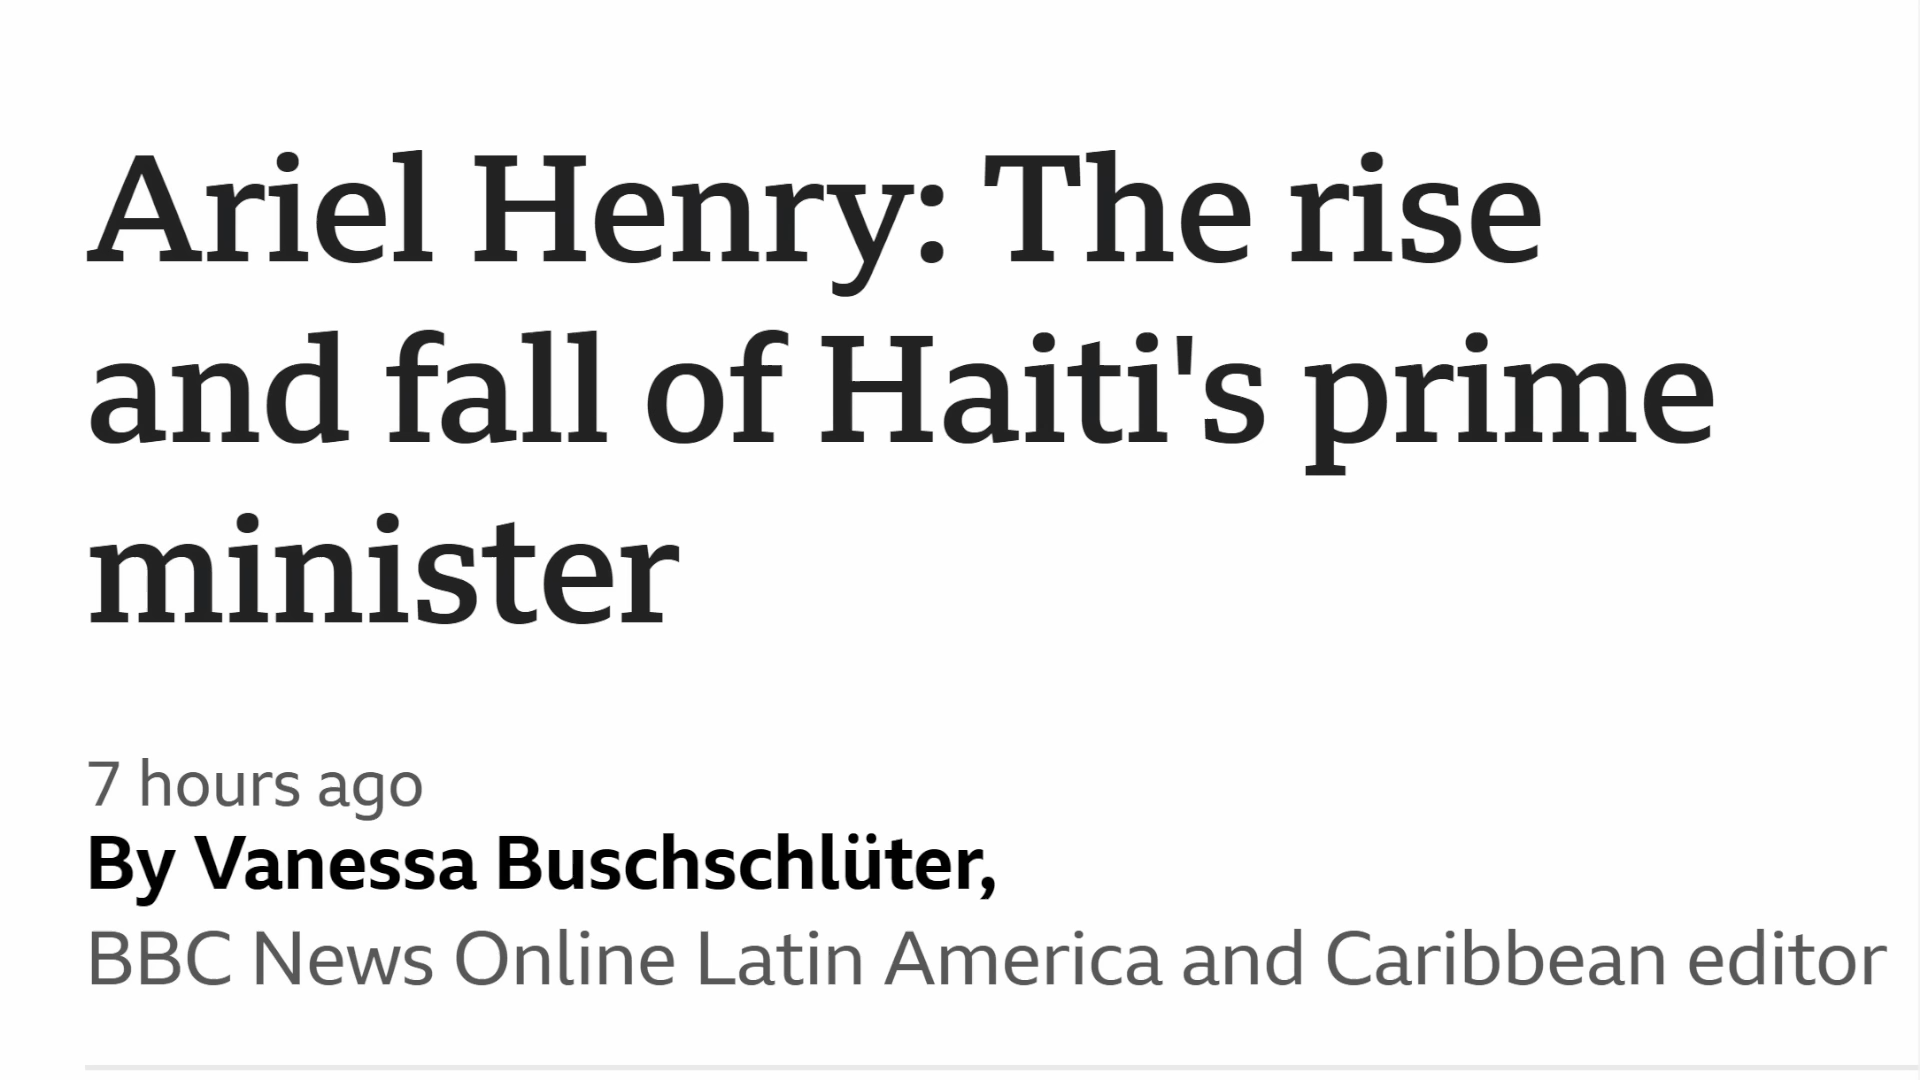 Ariel Henry: The rise
and fall of Haiti's prime
minister
7 hours ago
By Vanessa Buschschlüter,
BBC News Online Latin America and Caribbean editor